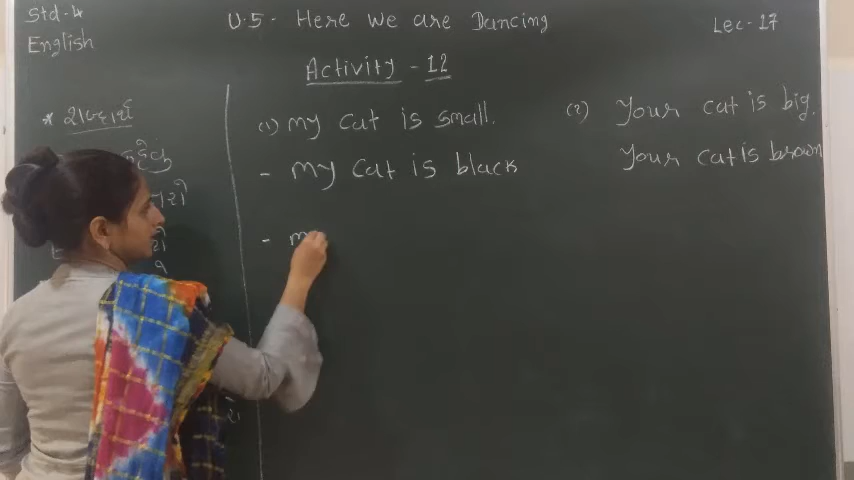 Std-4
English
U.5 - Here We are Dancing
Lec-17
Activity - 12
* શબ્દાર્થ
(1) my cat is small.
- my cat is black
- m
(2) Your cat is big.
Your cat is brown